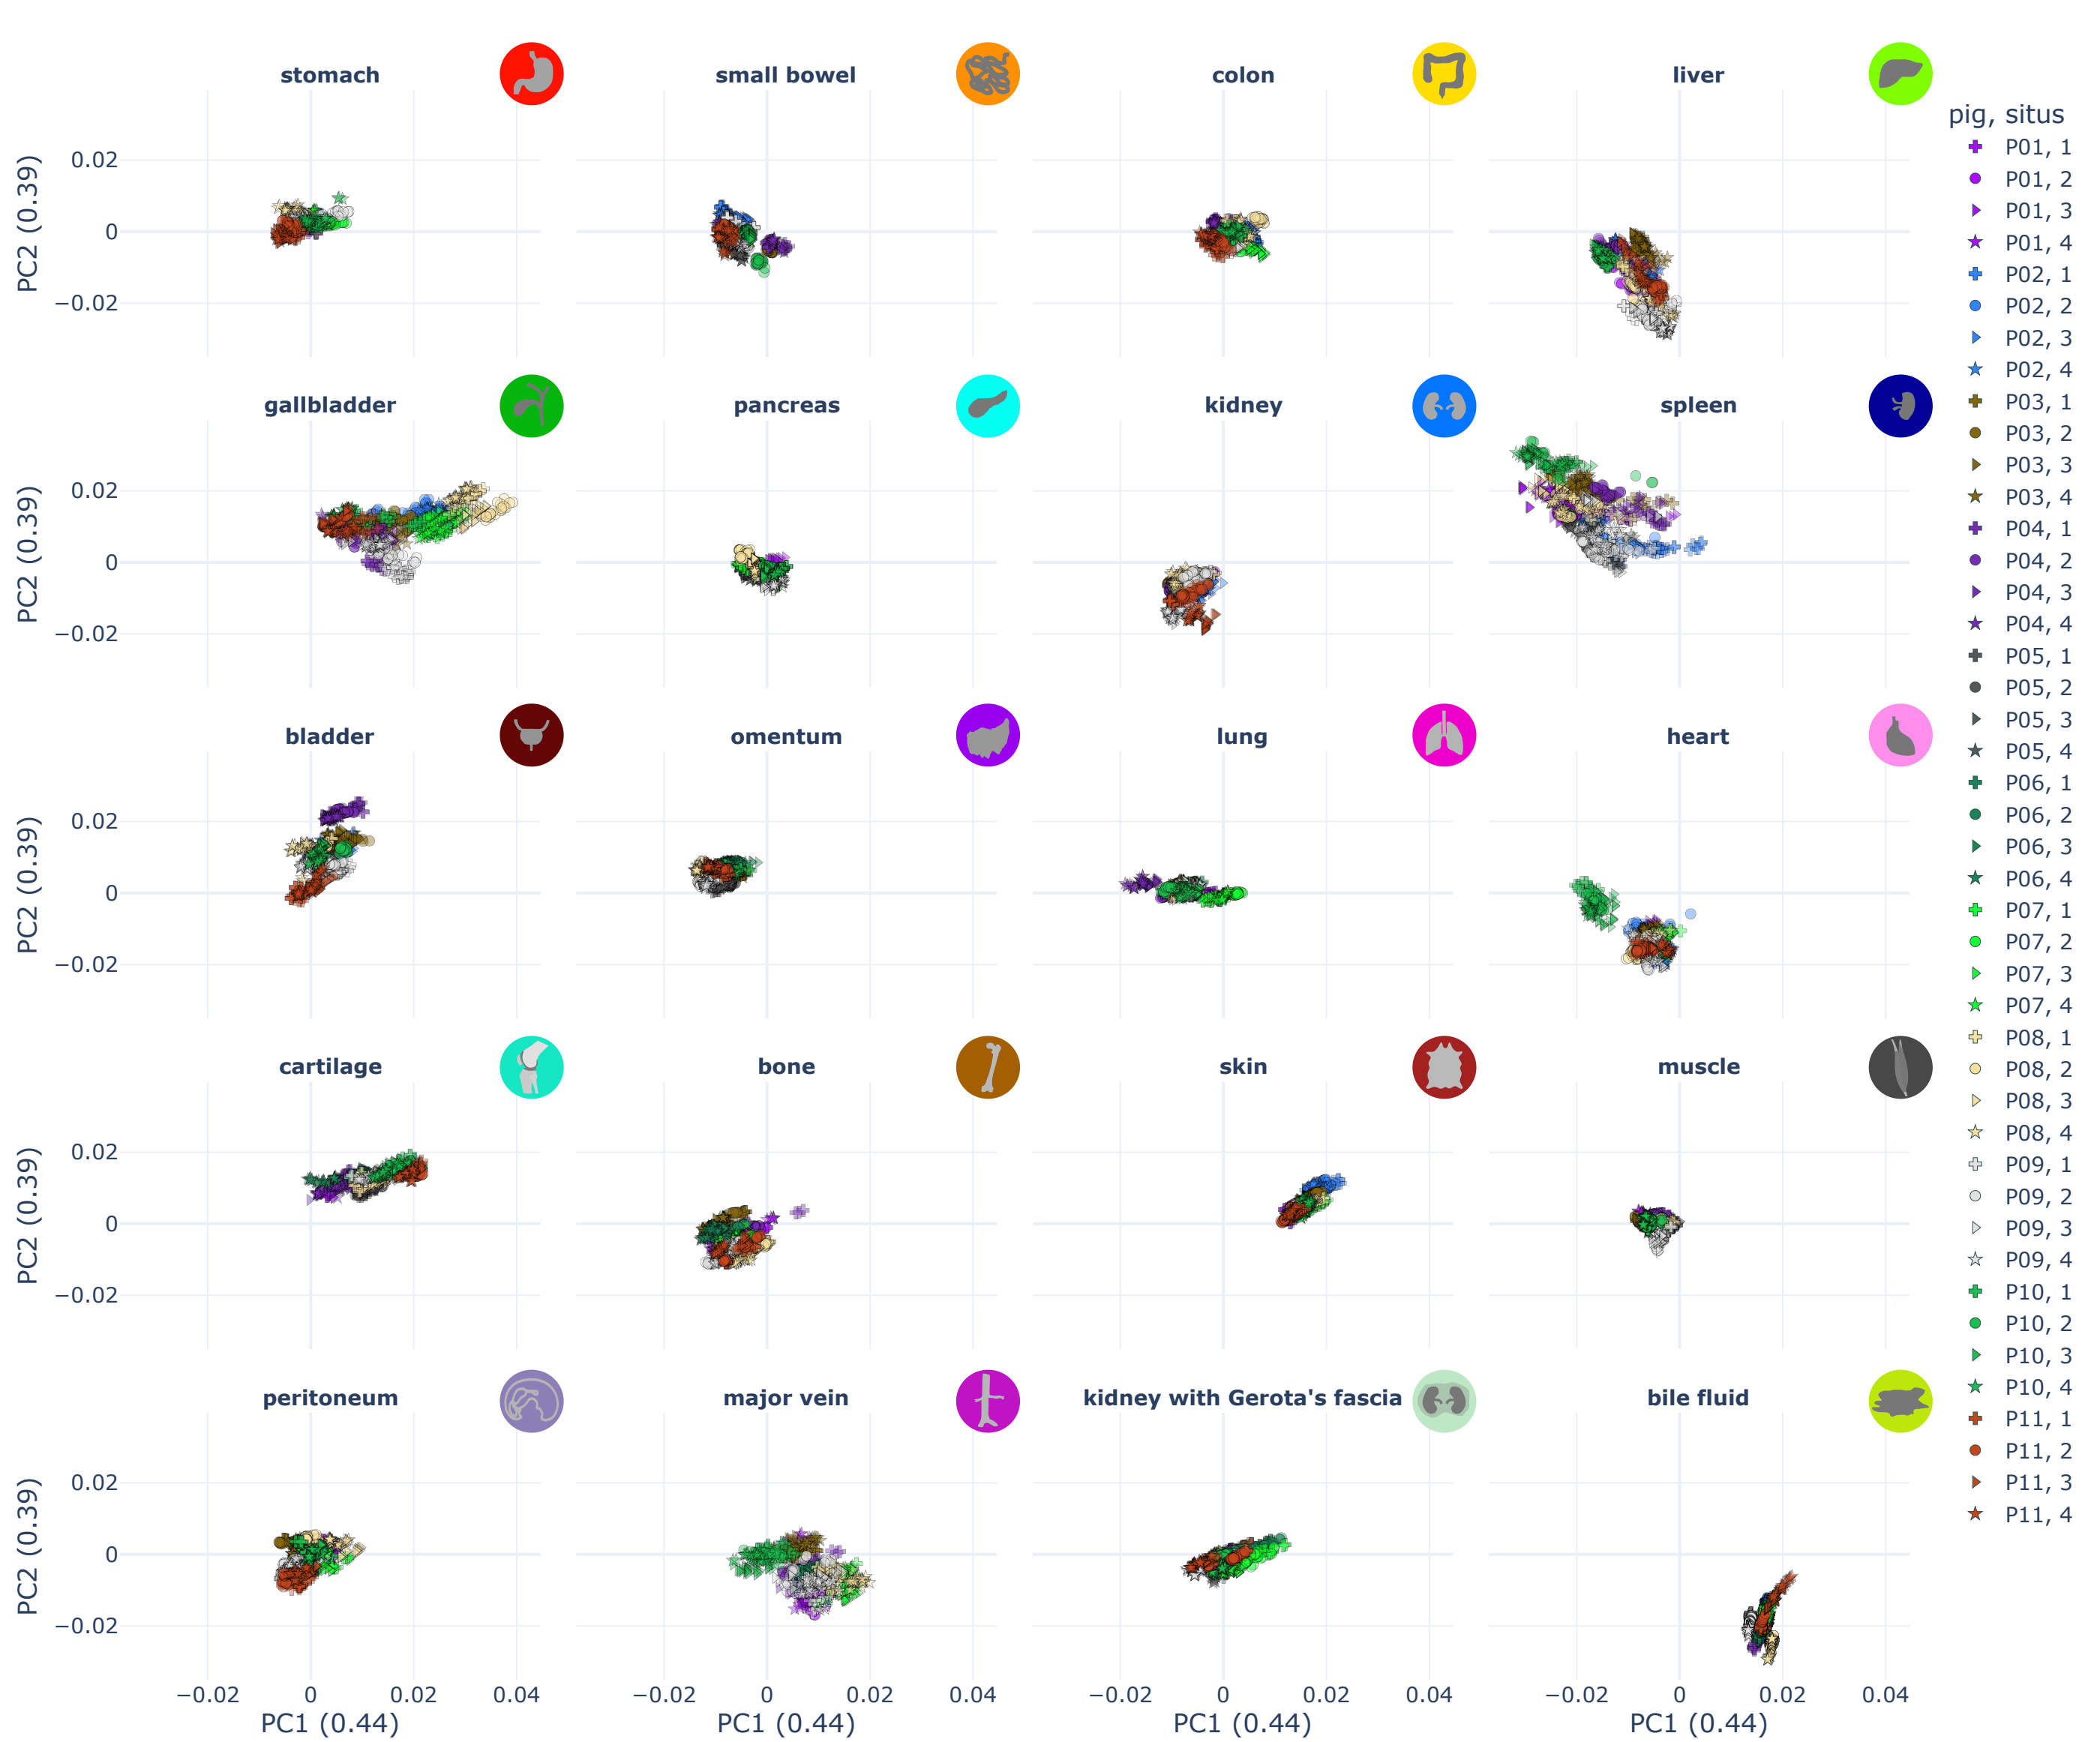 stomach
small bowel
colon
liver
pig, situs
P01, 1
P01, 2
P01, 3
P01, 4
P02, 1
P02, 2
P02, 3
P02, 4
P03, 1
P03, 2
P03, 3
P03, 4
P04, 1
P04, 2
P04, 3
P04, 4
P05, 1
P05, 2
P05, 3
P05, 4
P06, 1
P06, 2
P06, 3
P06, 4
P07, 1
P07, 2
P07, 3
P07, 4
P08, 1
P08, 2
P08, 3
P08, 4
P09, 1
P09, 2
P09, 3
P09, 4
P10, 1
P10, 2
P10, 3
P10, 4
P11, 1
P11, 2
P11, 3
P11, 4
PC2 (0.39)
0.02
0
−0.02
gallbladder
pancreas
kidney
spleen
PC2 (0.39)
0.02
0
−0.02
bladder
omentum
lung
heart
PC2 (0.39)
0.02
0
−0.02
cartilage
bone
skin
muscle
PC2 (0.39)
0.02
0
−0.02
peritoneum
major vein
kidney with Gerota's fascia
bile fluid
PC2 (0.39)
0.02
0
−0.02
−0.02 0 0.02 0.04
−0.02 0 0.02 0.04
−0.02 0 0.02 0.04
−0.02 0 0.02 0.04
PC1 (0.44)
PC1 (0.44)
PC1 (0.44)
PC1 (0.44)